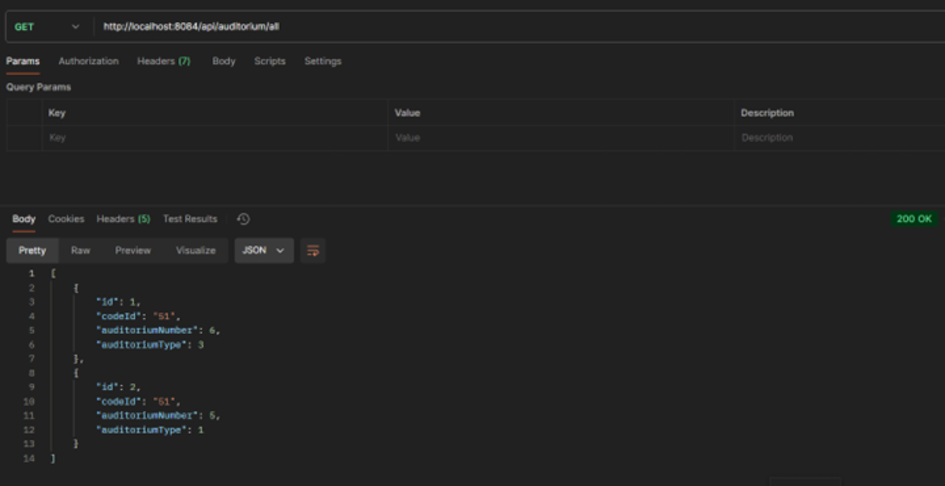 GET http://localhost:8084/api/auditorium/all
Params Authorization Headers (7) Body Scripts Settings
Query Params
Key Value Description
Key Value Description
Body Cookies Headers (5) Test Results 200 OK
Pretty Raw Preview Visualize JSON
1 [
2 {
3 "id": 1,
4 "codeId": "S1",
5 "auditoriumNumber": 6,
6 "auditoriumType": 3
7 },
8 {
9 "id": 2,
10 "codeId": "S1",
11 "auditoriumNumber": 5,
12 "auditoriumType": 1
13 }
14 ]